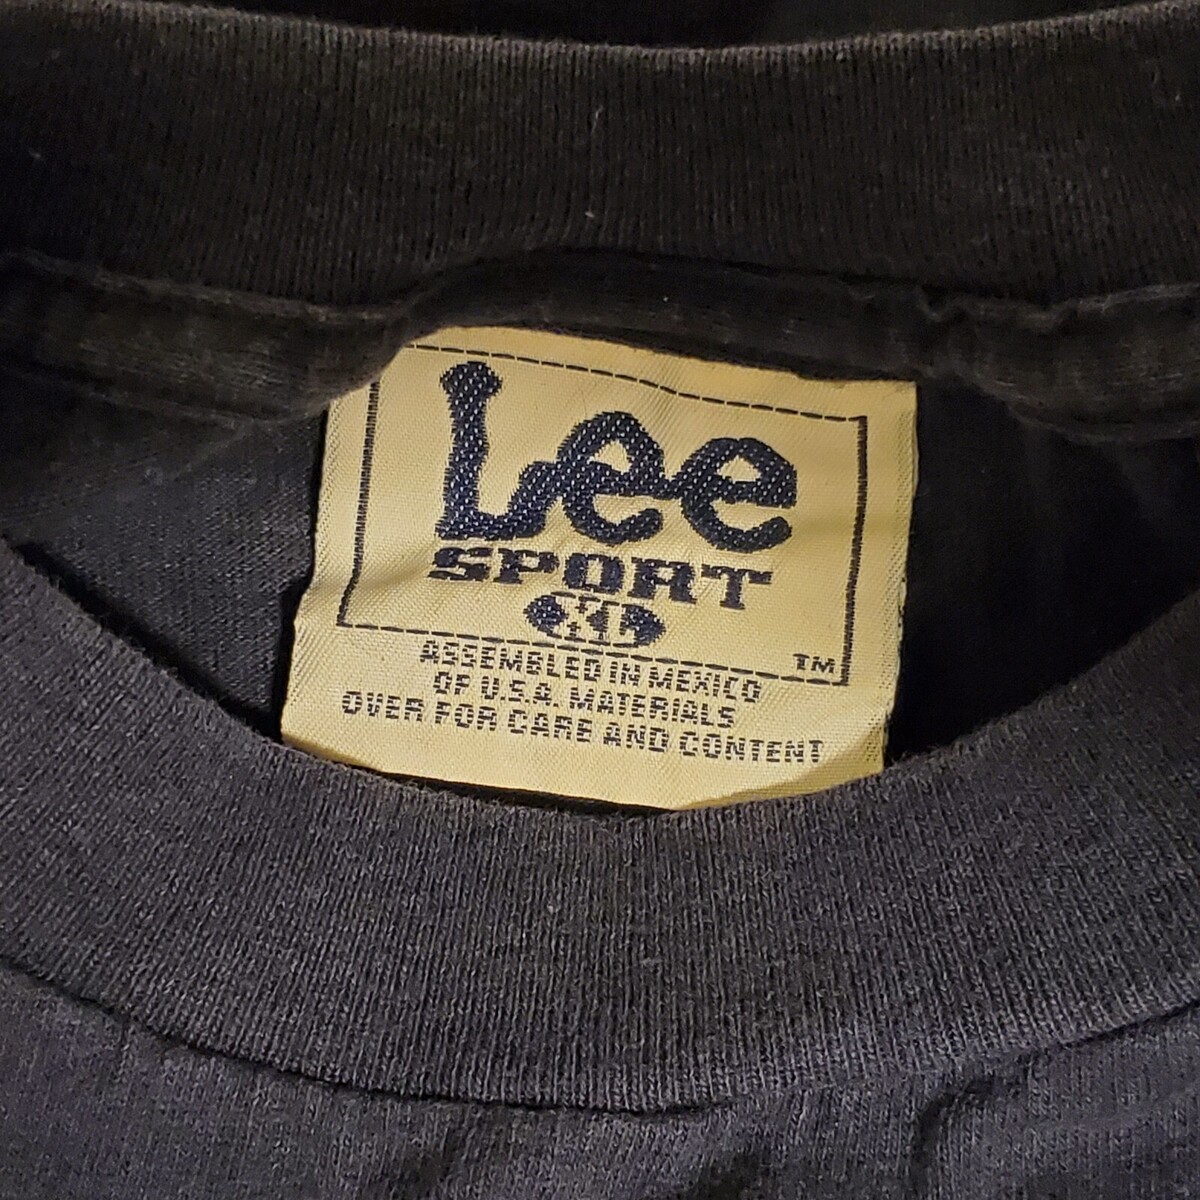 Lee
SPORT
XL
TM
ASSEMBLED IN MEXICO
OF U.S.A. MATERIALS
OVER FOR CARE AND CONTENT